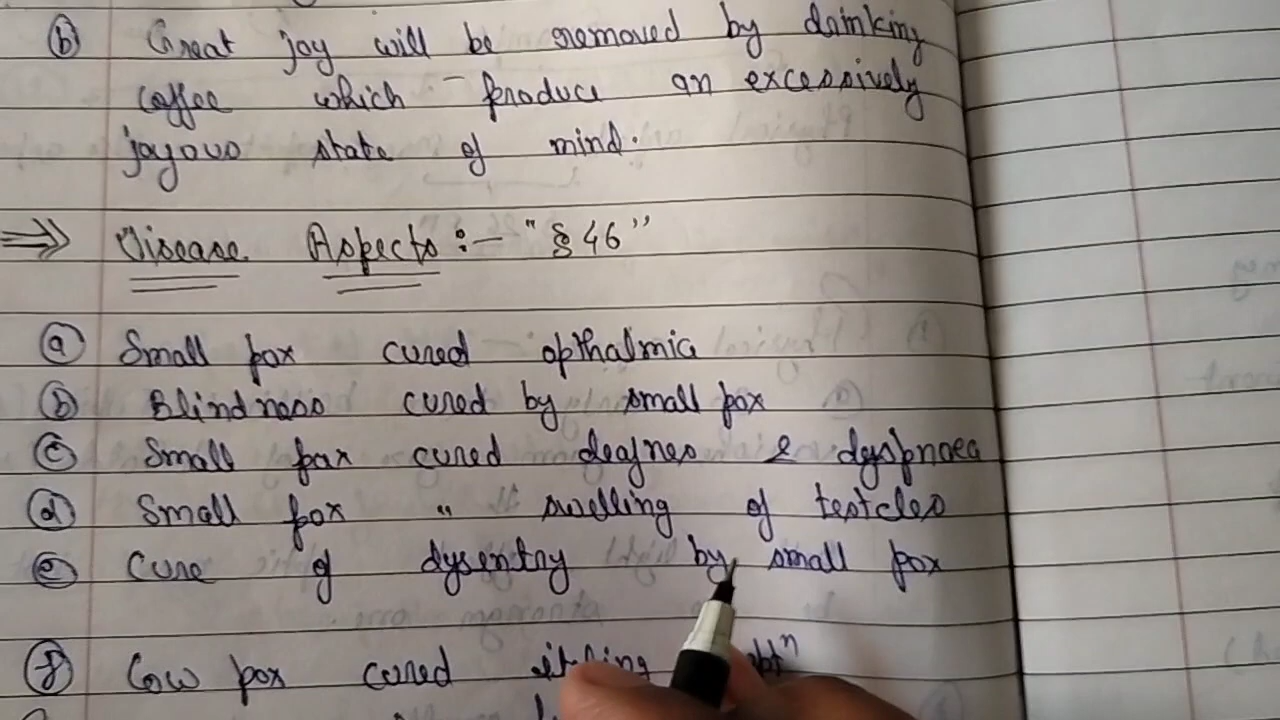 b Great joy will be removed by drinking
coffee which produce an excessively
joyous state of mind.
⇒ Disease Aspects :- "§ 46"
a Small pox cured opthalmia
b Blindness cured by small pox
c Small pox cured deafnes & dyspnoea
d Small pox " swelling of testcles
e Cure of dysentry by small pox
f Cow pox cured